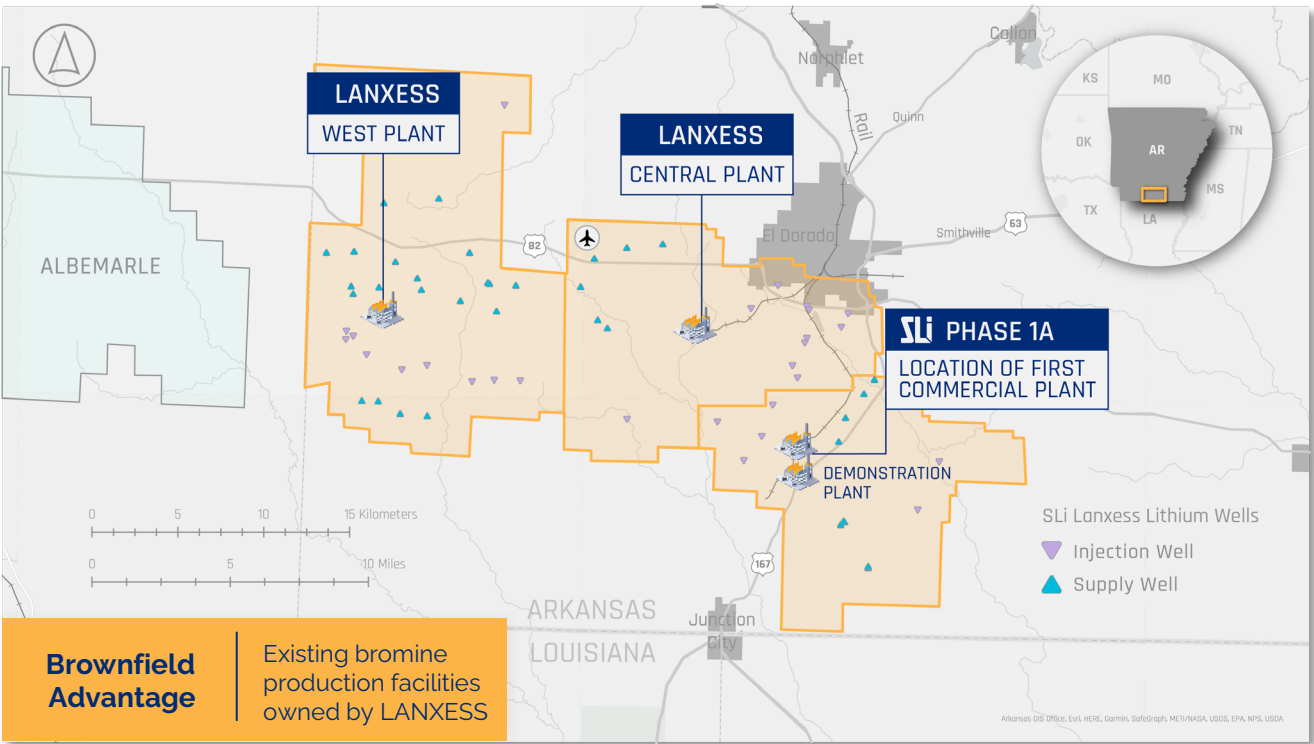 LANXESS
WEST PLANT
LANXESS
CENTRAL PLANT
Norphlet
Calion
Rail
Quinn
KS
MO
OK
TN
AR
MS
TX
LA
ALBEMARLE
82
El Dorado
Smithville
63
SLi PHASE 1A
LOCATION OF FIRST
COMMERCIAL PLANT
DEMONSTRATION
PLANT
0 5 10 15 Kilometers
0 5 10 Miles
SLi Lanxess Lithium Wells
Injection Well
Supply Well
167
ARKANSAS
LOUISIANA
Junction
City
Brownfield
Advantage
Existing bromine
production facilities
owned by LANXESS
Arkansas GIS Office, Esri, HERE, Garmin, SafeGraph, METI/NASA, USGS, EPA, NPS, USDA